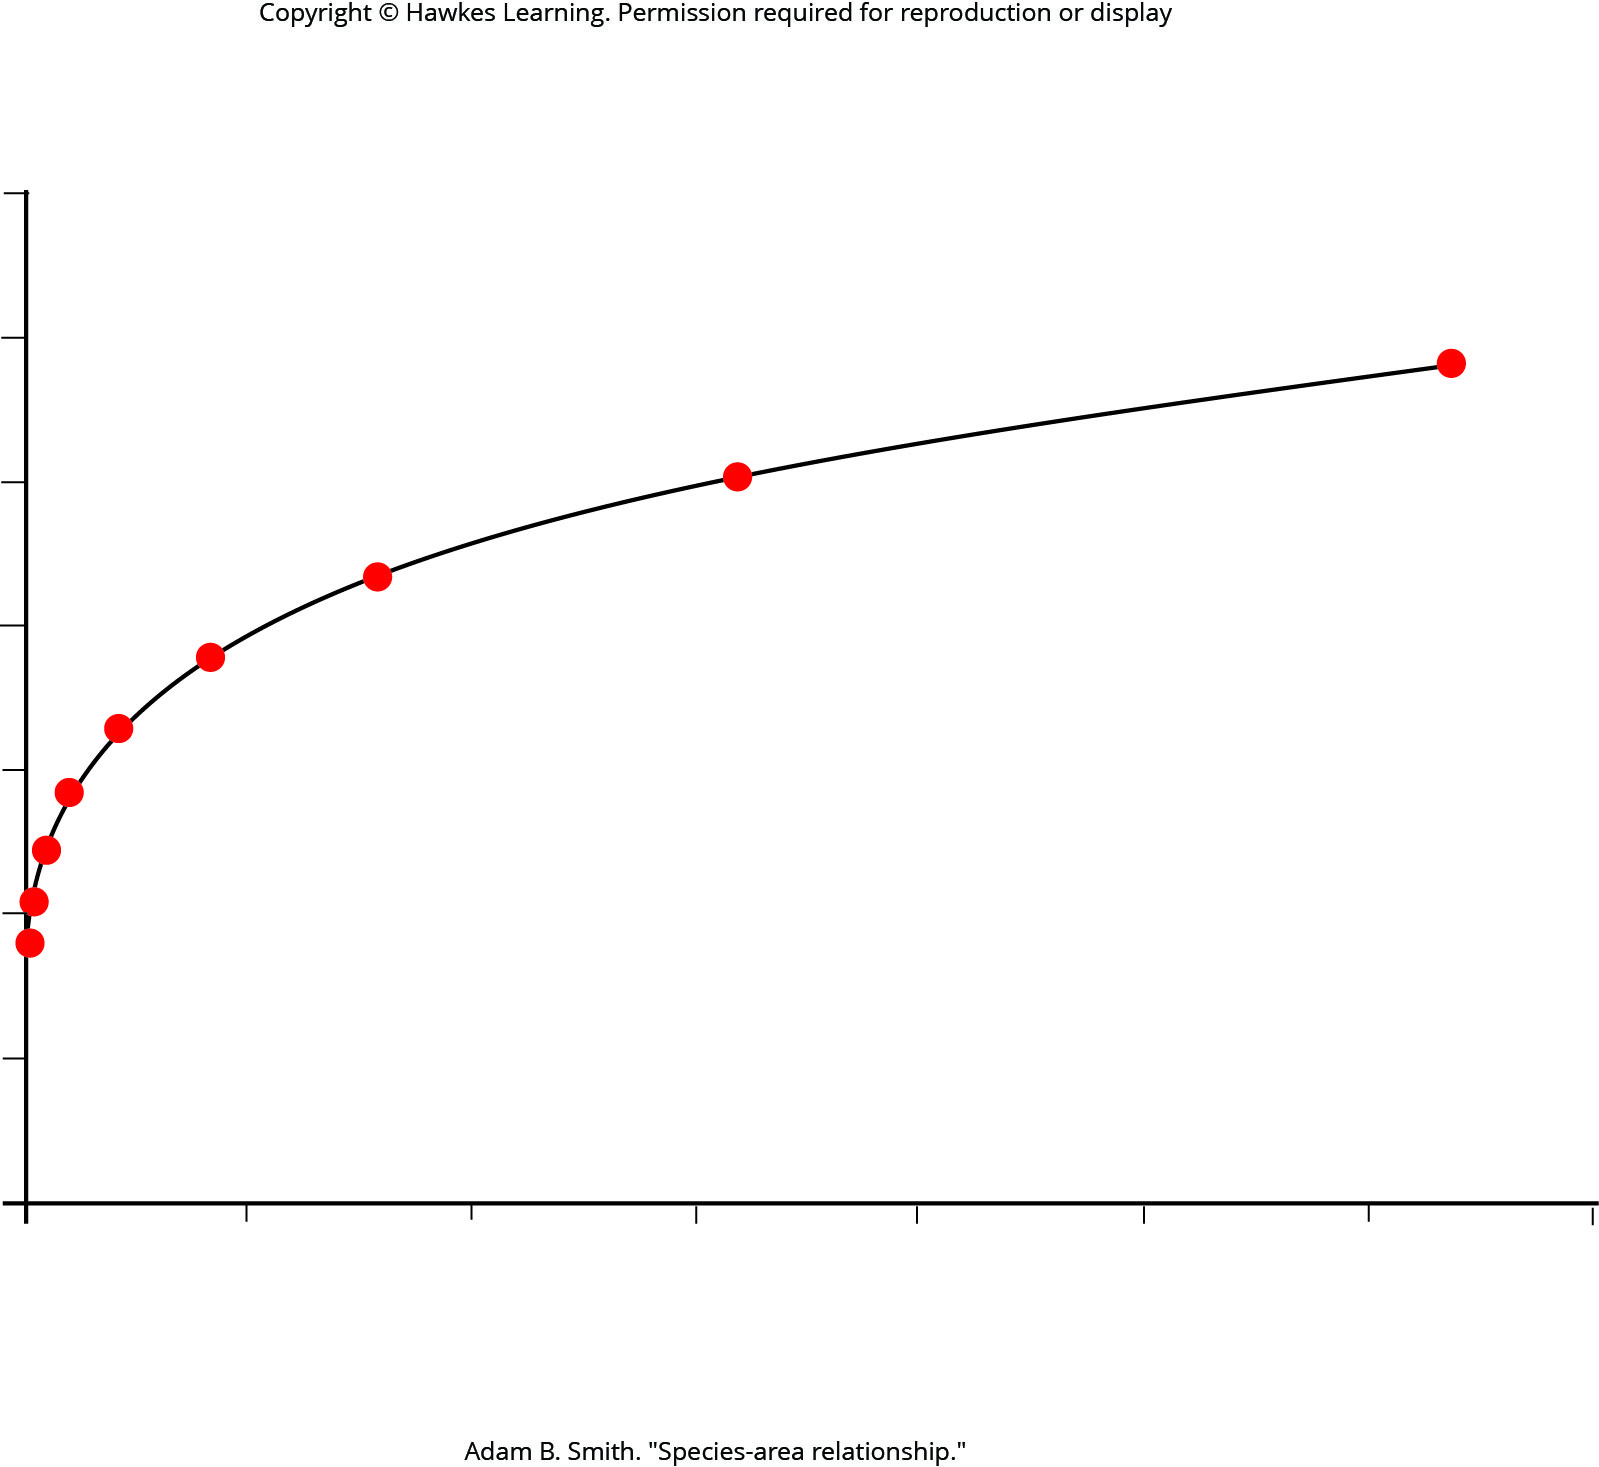 Copyright © Hawkes Learning. Permission required for reproduction or display
Adam B. Smith. "Species-area relationship."